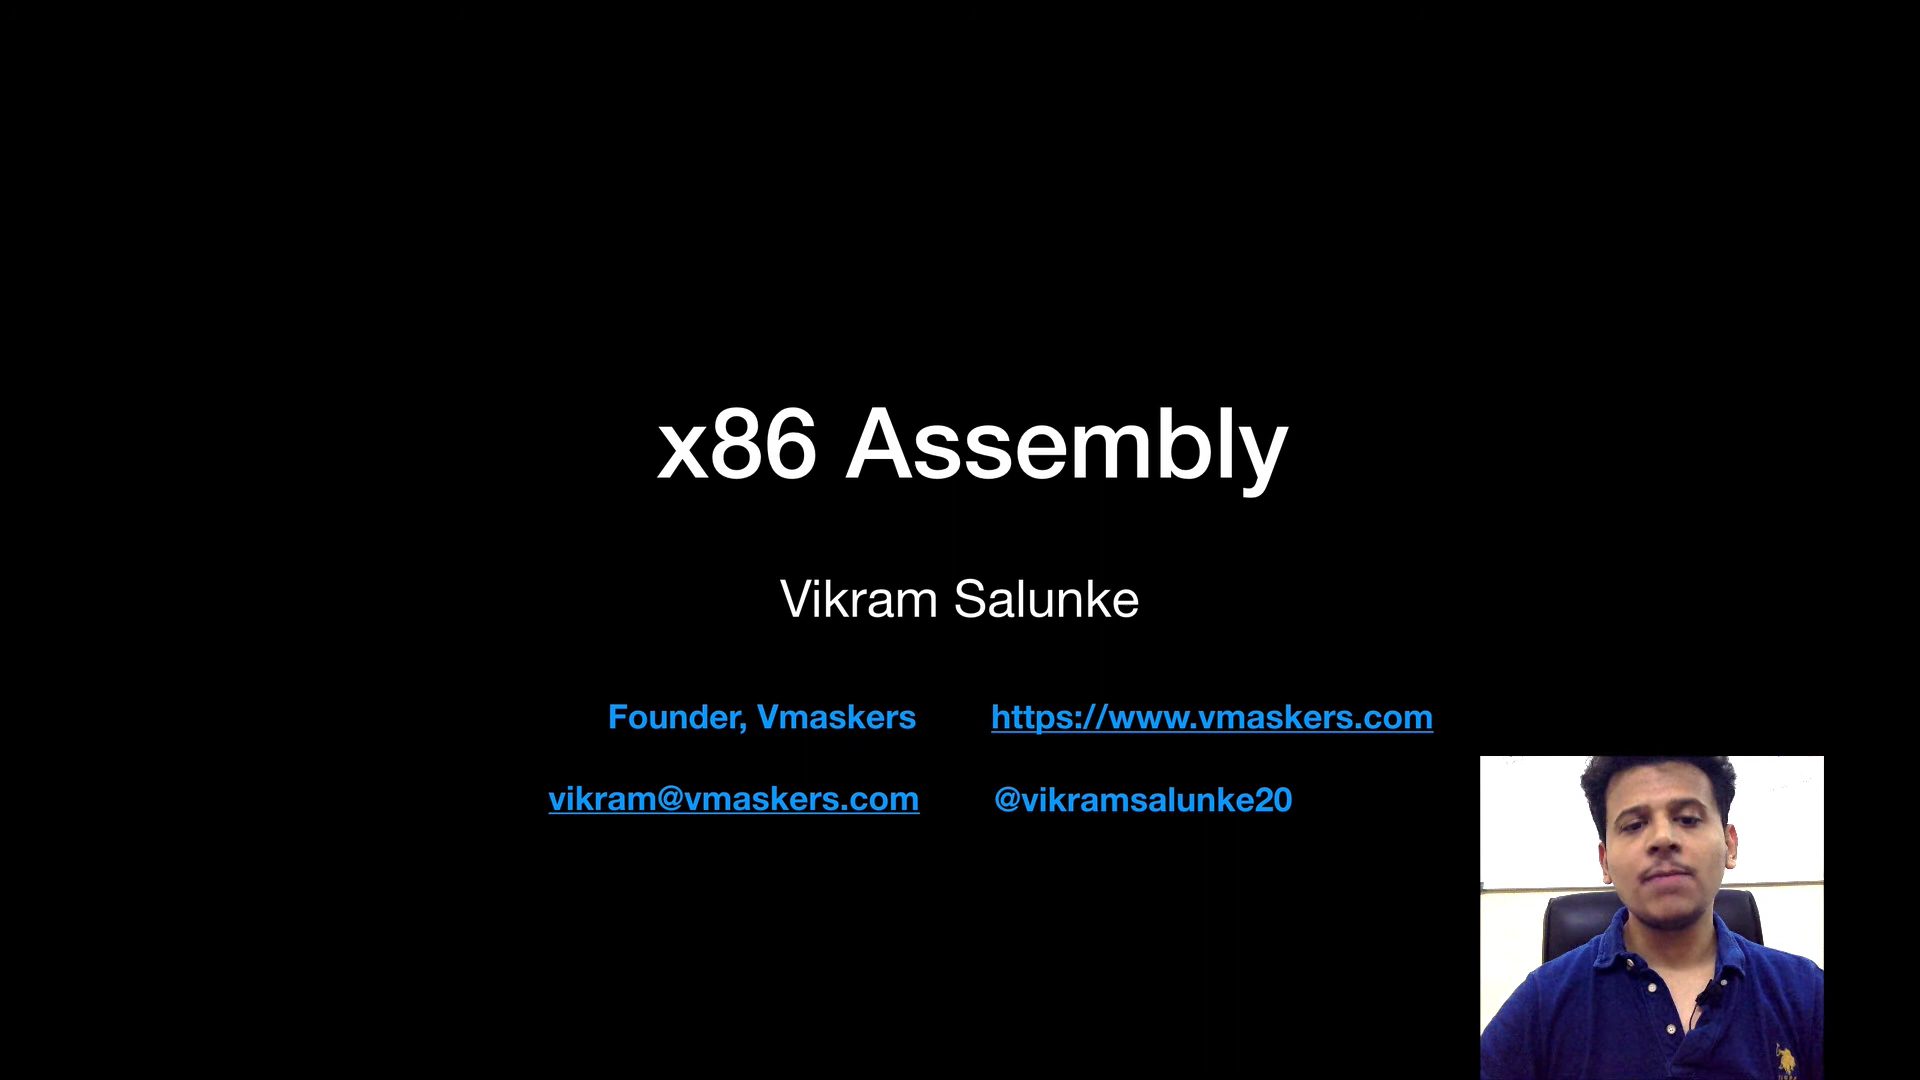 x86 Assembly
Vikram Salunke
Founder, Vmaskers
https://www.vmaskers.com
vikram@vmaskers.com
@vikramsalunke20